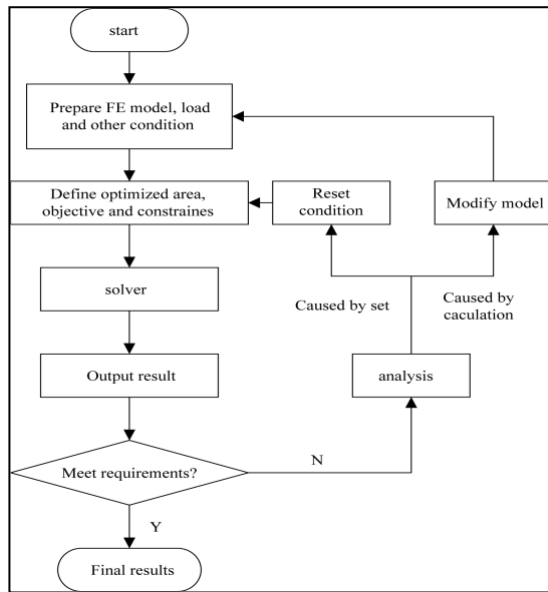 start
Prepare FE model, load
and other condition
Define optimized area,
objective and constraines
Reset
condition
Modify model
solver
Caused by set
Caused by
caculation
Output result
analysis
Meet requirements?
N
Y
Final results